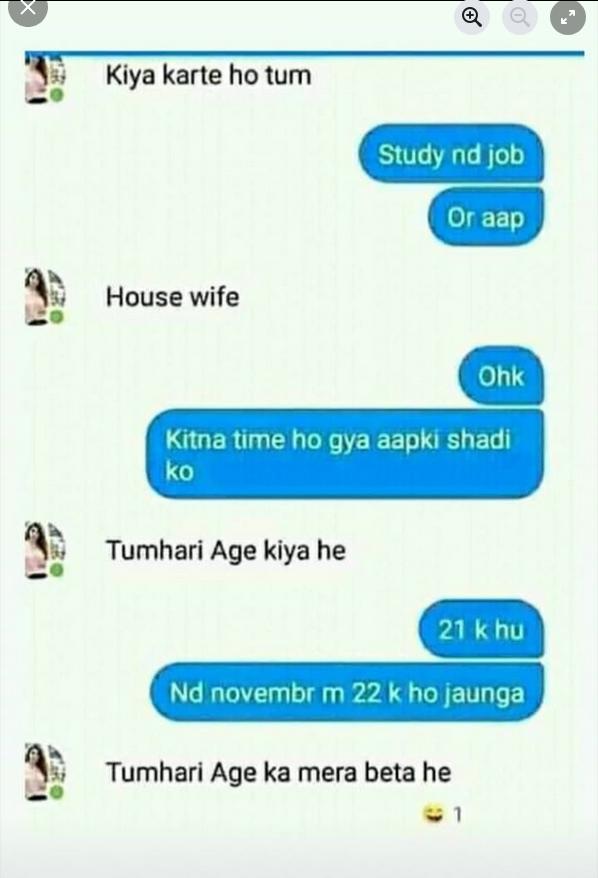 Kiya karte ho tum
Study nd job
Or aap
House wife
Ohk
Kitna time ho gya aapki shadi
ko
Tumhari Age kiya he
21 k hu
Nd novembr m 22 k ho jaunga
Tumhari Age ka mera beta he
😄 1